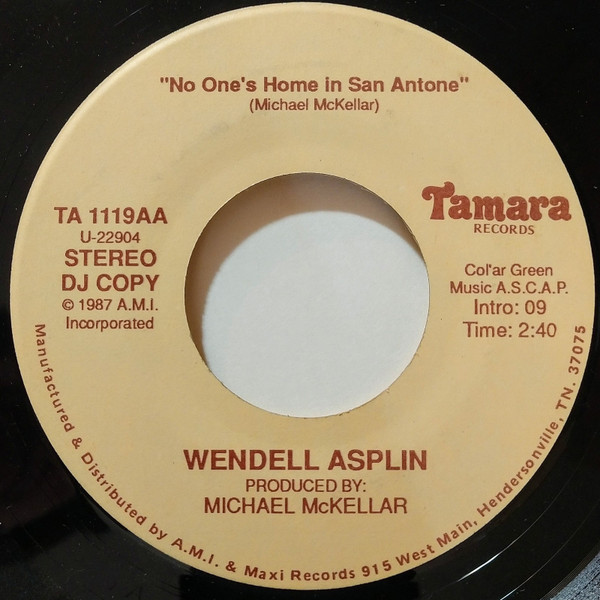 "No One's Home in San Antone"
(Michael McKellar)
TA 1119AA
U-22904
STEREO
DJ COPY
© 1987 A.M.I.
Incorporated
Tamara
RECORDS
Col'ar Green
Music A.S.C.A.P.
Intro: 09
Time: 2:40
WENDELL ASPLIN
PRODUCED BY:
MICHAEL McKELLAR
Manufactured & Distributed by A.M.I. & Maxi Records 915 West Main, Hendersonville, TN. 37075